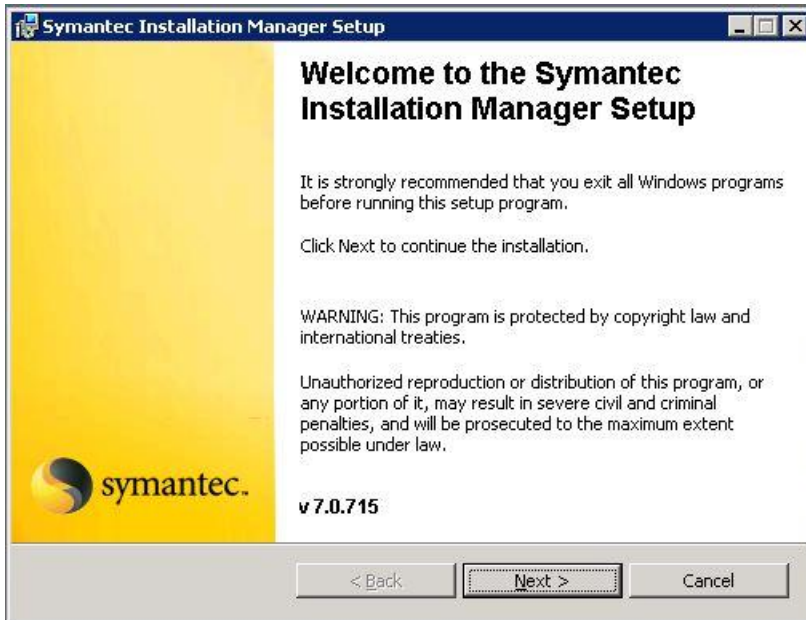 Symantec Installation Manager Setup
Welcome to the Symantec
Installation Manager Setup
It is strongly recommended that you exit all Windows programs
before running this setup program.
Click Next to continue the installation.
WARNING: This program is protected by copyright law and
international treaties.
Unauthorized reproduction or distribution of this program, or
any portion of it, may result in severe civil and criminal
penalties, and will be prosecuted to the maximum extent
possible under law.
symantec.
v 7.0.715
< Back
Next >
Cancel